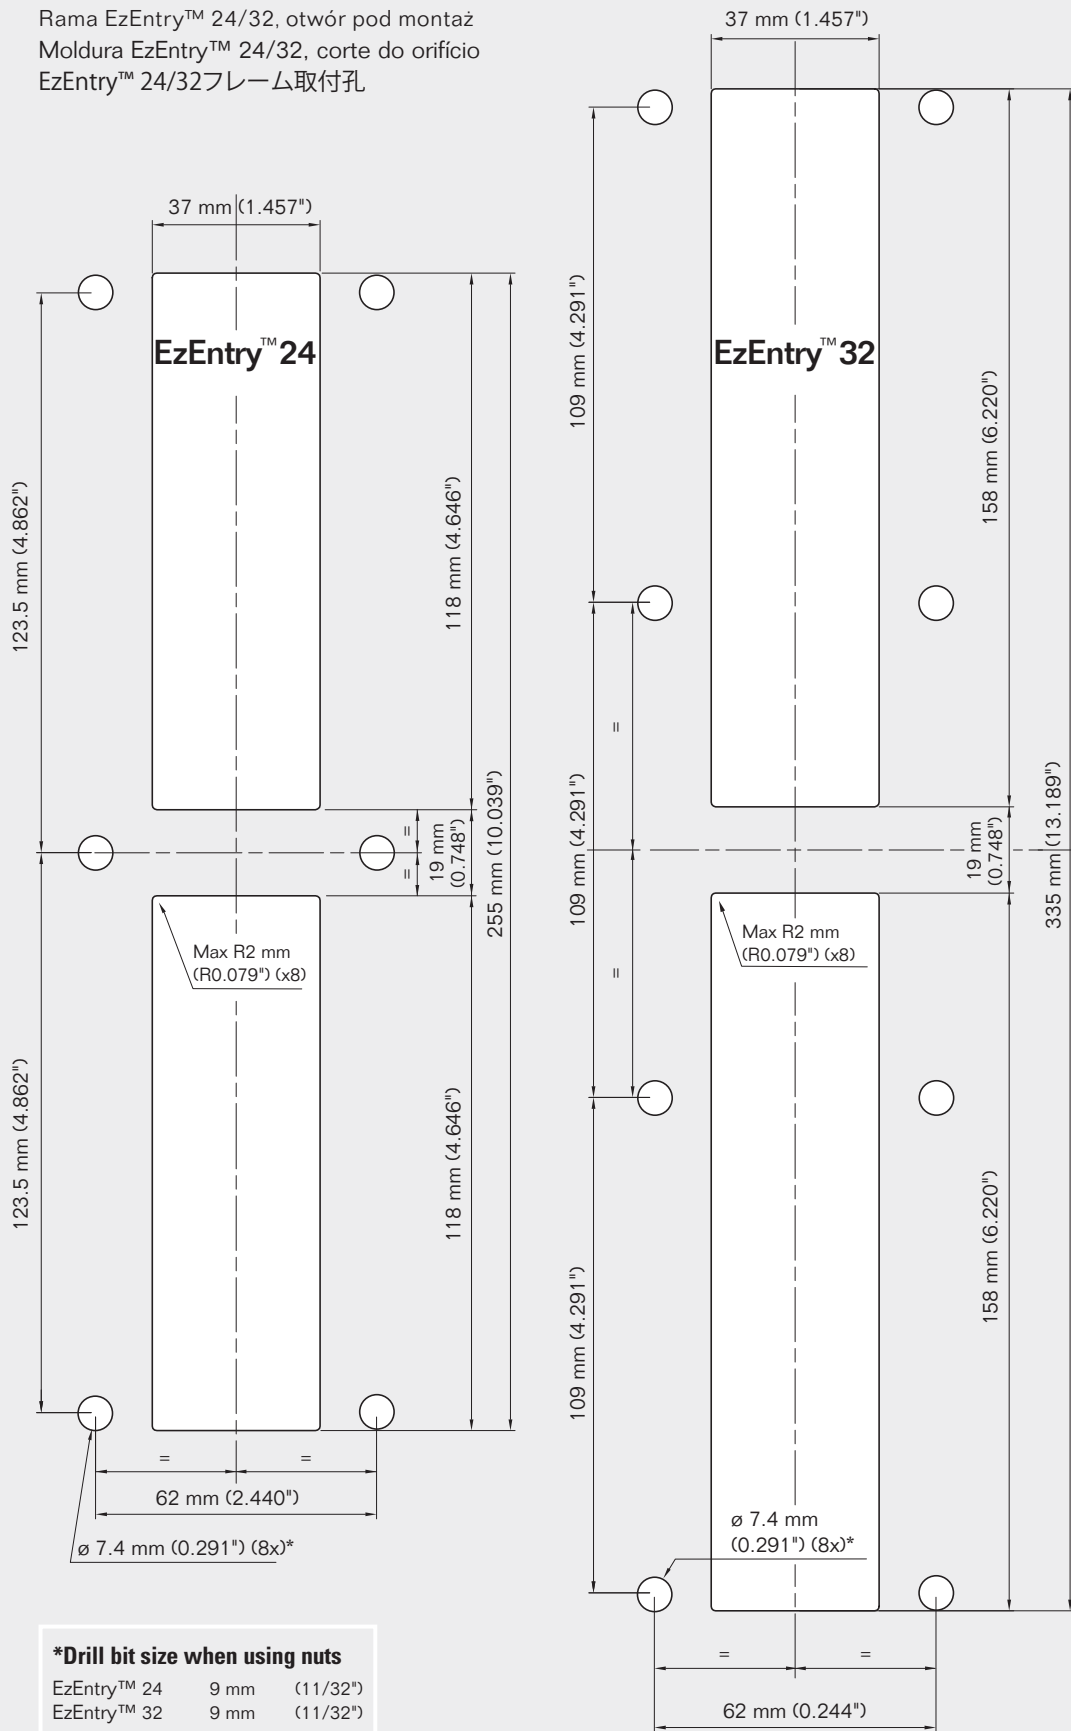 Rama EzEntry™ 24/32, otwór pod montaż
Moldura EzEntry™ 24/32, corte do orifício
EzEntry™ 24/32フレーム取付孔
37 mm (1.457")
EzEntry™ 24
123.5 mm (4.862")
118 mm (4.646")
=
=
19 mm
(0.748")
255 mm (10.039")
Max R2 mm
(R0.079") (x8)
123.5 mm (4.862")
118 mm (4.646")
=
=
62 mm (2.440")
ø 7.4 mm (0.291") (8x)*
*Drill bit size when using nuts
EzEntry™ 24 9 mm (11/32")
EzEntry™ 32 9 mm (11/32")
37 mm (1.457")
109 mm (4.291")
EzEntry™ 32
158 mm (6.220")
=
109 mm (4.291")
=
19 mm
(0.748")
335 mm (13.189")
Max R2 mm
(R0.079") (x8)
109 mm (4.291")
158 mm (6.220")
ø 7.4 mm
(0.291") (8x)*
=
=
62 mm (0.244")